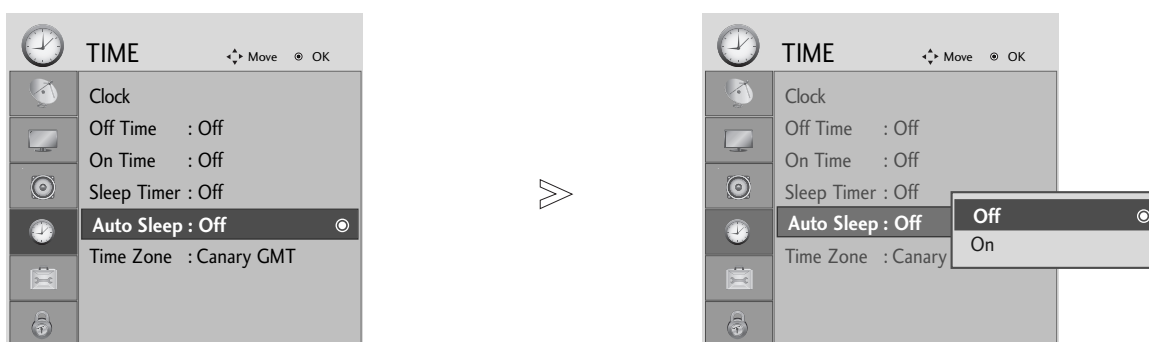 TIME
Move OK
Clock
Off Time : Off
On Time : Off
Sleep Timer : Off
Auto Sleep : Off
Time Zone : Canary GMT
TIME
Move OK
Clock
Off Time : Off
On Time : Off
Sleep Timer : Off
Auto Sleep : Off
Time Zone : Canary
Off
On